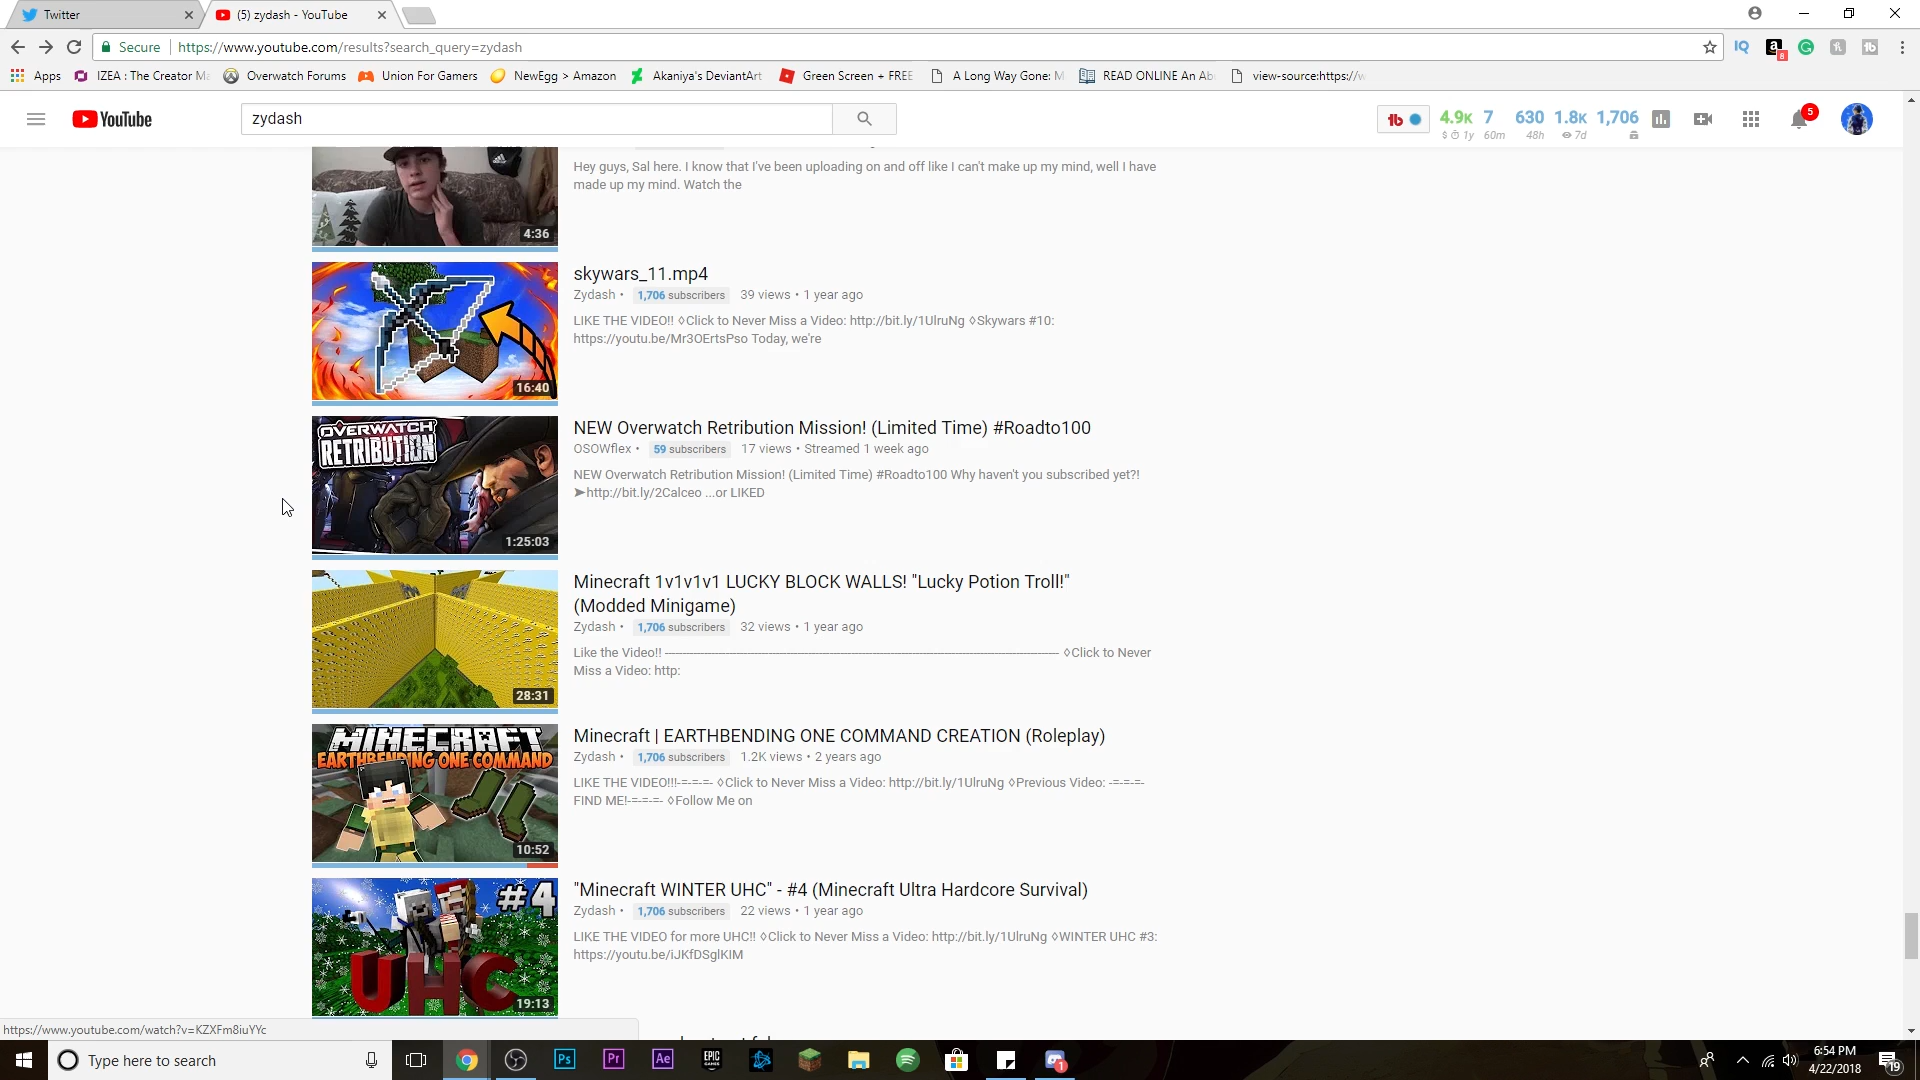 Twitter
(5) zydash - YouTube
Secure
https://www.youtube.com/results?search_query=zydash
Apps
IZEA : The Creator Ma
Overwatch Forums
Union For Gamers
NewEgg > Amazon
Akaniya's DeviantArt
Green Screen + FREE
A Long Way Gone: M
READ ONLINE An Ab
view-source:https://w
YouTube
zydash
4.9K 7 630 1.8K 1,706
1y 60m 48h 7d
5
Hey guys, Sal here. I know that I've been uploading on and off like I can't make up my mind, well I have
made up my mind. Watch the
4:36
skywars_11.mp4
Zydash • 1,706 subscribers 39 views • 1 year ago
LIKE THE VIDEO!! ◊Click to Never Miss a Video: http://bit.ly/1UlruNg ◊Skywars #10:
https://youtu.be/Mr3OErtsPso Today, we're
16:40
OVERWATCH
RETRIBUTION
1:25:03
NEW Overwatch Retribution Mission! (Limited Time) #Roadto100
OSOWflex • 59 subscribers 17 views • Streamed 1 week ago
NEW Overwatch Retribution Mission! (Limited Time) #Roadto100 Why haven't you subscribed yet?!
➤http://bit.ly/2Calceo ...or LIKED
Minecraft 1v1v1v1 LUCKY BLOCK WALLS! "Lucky Potion Troll!"
(Modded Minigame)
Zydash • 1,706 subscribers 32 views • 1 year ago
Like the Video!! -------------------------------------------------- ◊Click to Never
Miss a Video: http:
28:31
MINECRAFT
EARTHBENDING ONE COMMAND
10:52
Minecraft | EARTHBENDING ONE COMMAND CREATION (Roleplay)
Zydash • 1,706 subscribers 1.2K views • 2 years ago
LIKE THE VIDEO!!!-=-=-=- ◊Click to Never Miss a Video: http://bit.ly/1UlruNg ◊Previous Video: -=-=-=-
FIND ME!-=-=-=- ◊Follow Me on
#4
UHC
19:13
"Minecraft WINTER UHC" - #4 (Minecraft Ultra Hardcore Survival)
Zydash • 1,706 subscribers 22 views • 1 year ago
LIKE THE VIDEO for more UHC!! ◊Click to Never Miss a Video: http://bit.ly/1UlruNg ◊WINTER UHC #3:
https://youtu.be/iJKfDSglKIM
https://www.youtube.com/watch?v=KZXFm8iuYYc
Type here to search
Ps
Pr
Ae
EPIC
GAMES
1
6:54 PM
4/22/2018
19